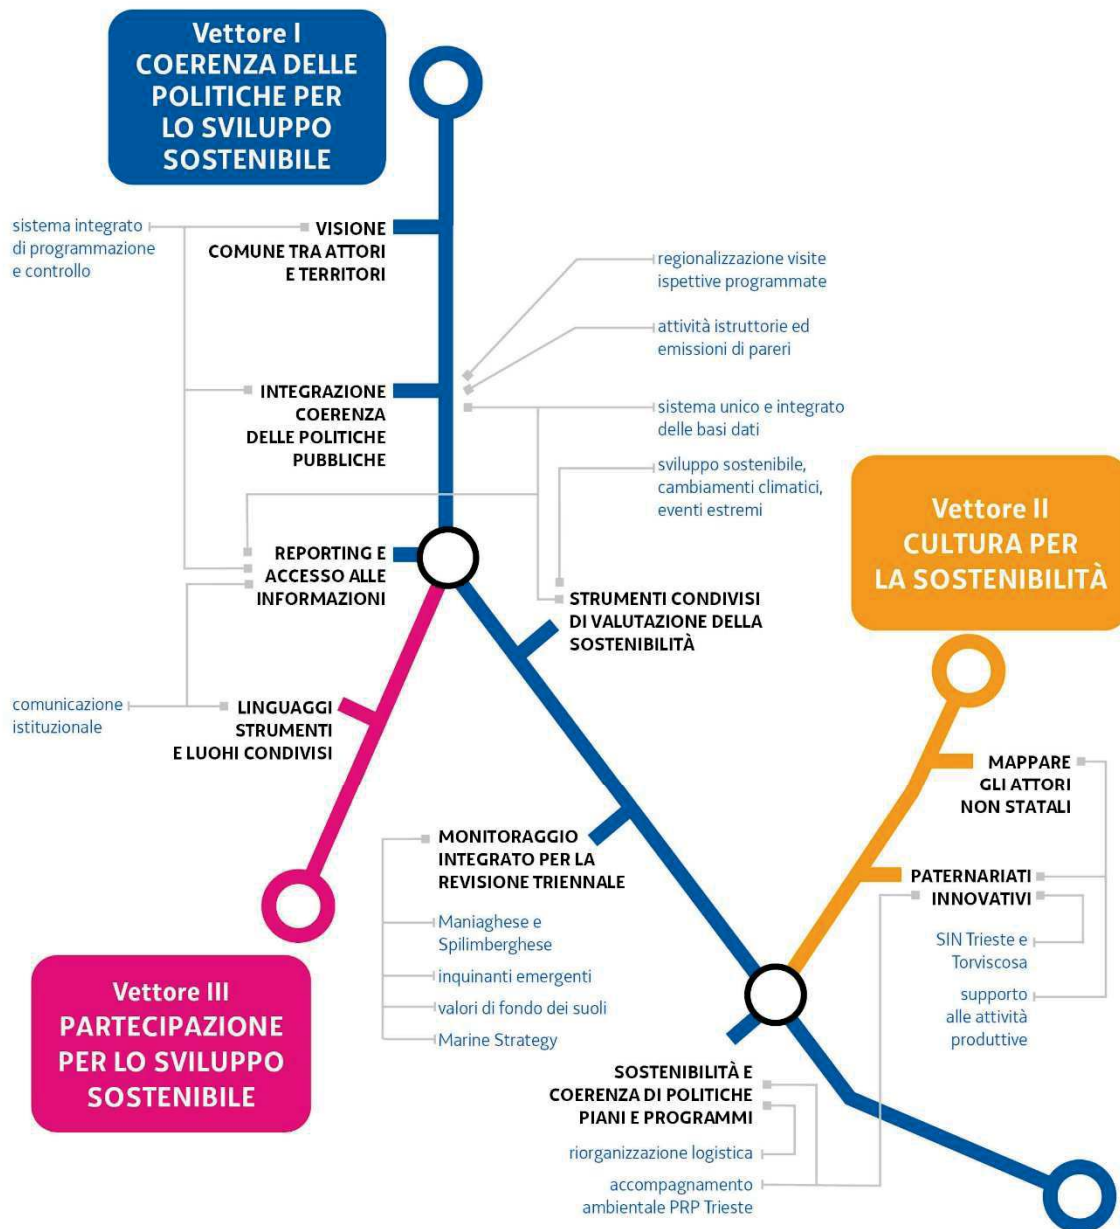 Vettore I
COERENZA DELLE
POLITICHE PER
LO SVILUPPO
SOSTENIBILE
sistema integrato
di programmazione
e controllo
VISIONE
COMUNE TRA ATTORI
E TERRITORI
regionalizzazione visite
ispettive programmate
attività istruttorie ed
emissioni di pareri
INTEGRAZIONE
COERENZA
DELLE POLITICHE
PUBBLICHE
sistema unico e integrato
delle basi dati
sviluppo sostenibile,
cambiamenti climatici,
eventi estremi
Vettore II
CULTURA PER
LA SOSTENIBILITÀ
REPORTING E
ACCESSO ALLE
INFORMAZIONI
STRUMENTI CONDIVISI
DI VALUTAZIONE DELLA
SOSTENIBILITÀ
comunicazione
istituzionale
LINGUAGGI
STRUMENTI
E LUOHI CONDIVISI
MAPPARE
GLI ATTORI
NON STATALI
MONITORAGGIO
INTEGRATO PER LA
REVISIONE TRIENNALE
Maniaghese e
Spilimberghese
inquinanti emergenti
valori di fondo dei suoli
Marine Strategy
PATERNARIATI
INNOVATIVI
SIN Trieste e
Torviscosa
supporto
alle attività
produttive
Vettore III
PARTECIPAZIONE
PER LO SVILUPPO
SOSTENIBILE
SOSTENIBILITÀ E
COERENZA DI POLITICHE
PIANI E PROGRAMMI
riorganizzazione logistica
accompagnamento
ambientale PRP Trieste